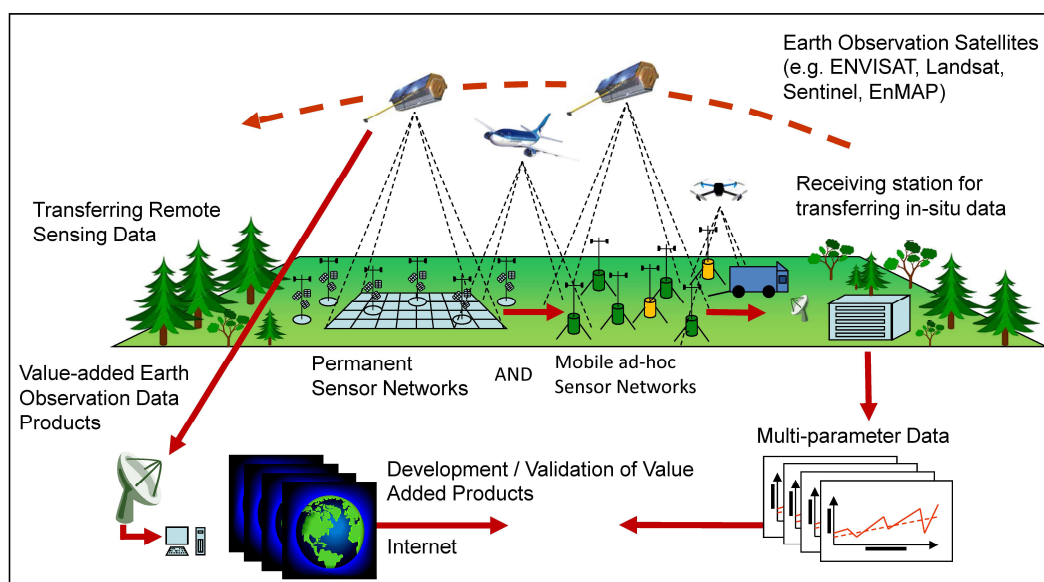 Earth Observation Satellites
(e.g. ENVISAT, Landsat,
Sentinel, EnMAP)
Receiving station for
transferring in-situ data
Transferring Remote
Sensing Data
Permanent
Sensor Networks
AND
Mobile ad-hoc
Sensor Networks
Value-added Earth
Observation Data
Products
Multi-parameter Data
Development / Validation of Value
Added Products
Internet